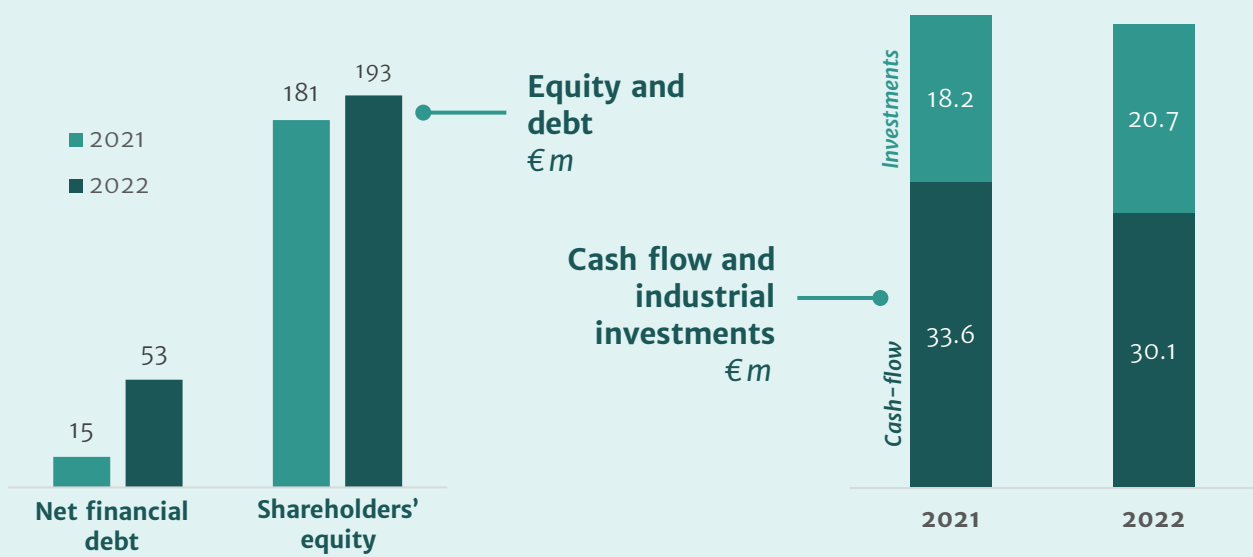 2021
2022
15
53
181
193
Net financial
debt
Shareholders’
equity
Equity and
debt
€m
Cash flow and
industrial
investments
€m
Investments
Cash-flow
18.2
33.6
20.7
30.1
2021
2022